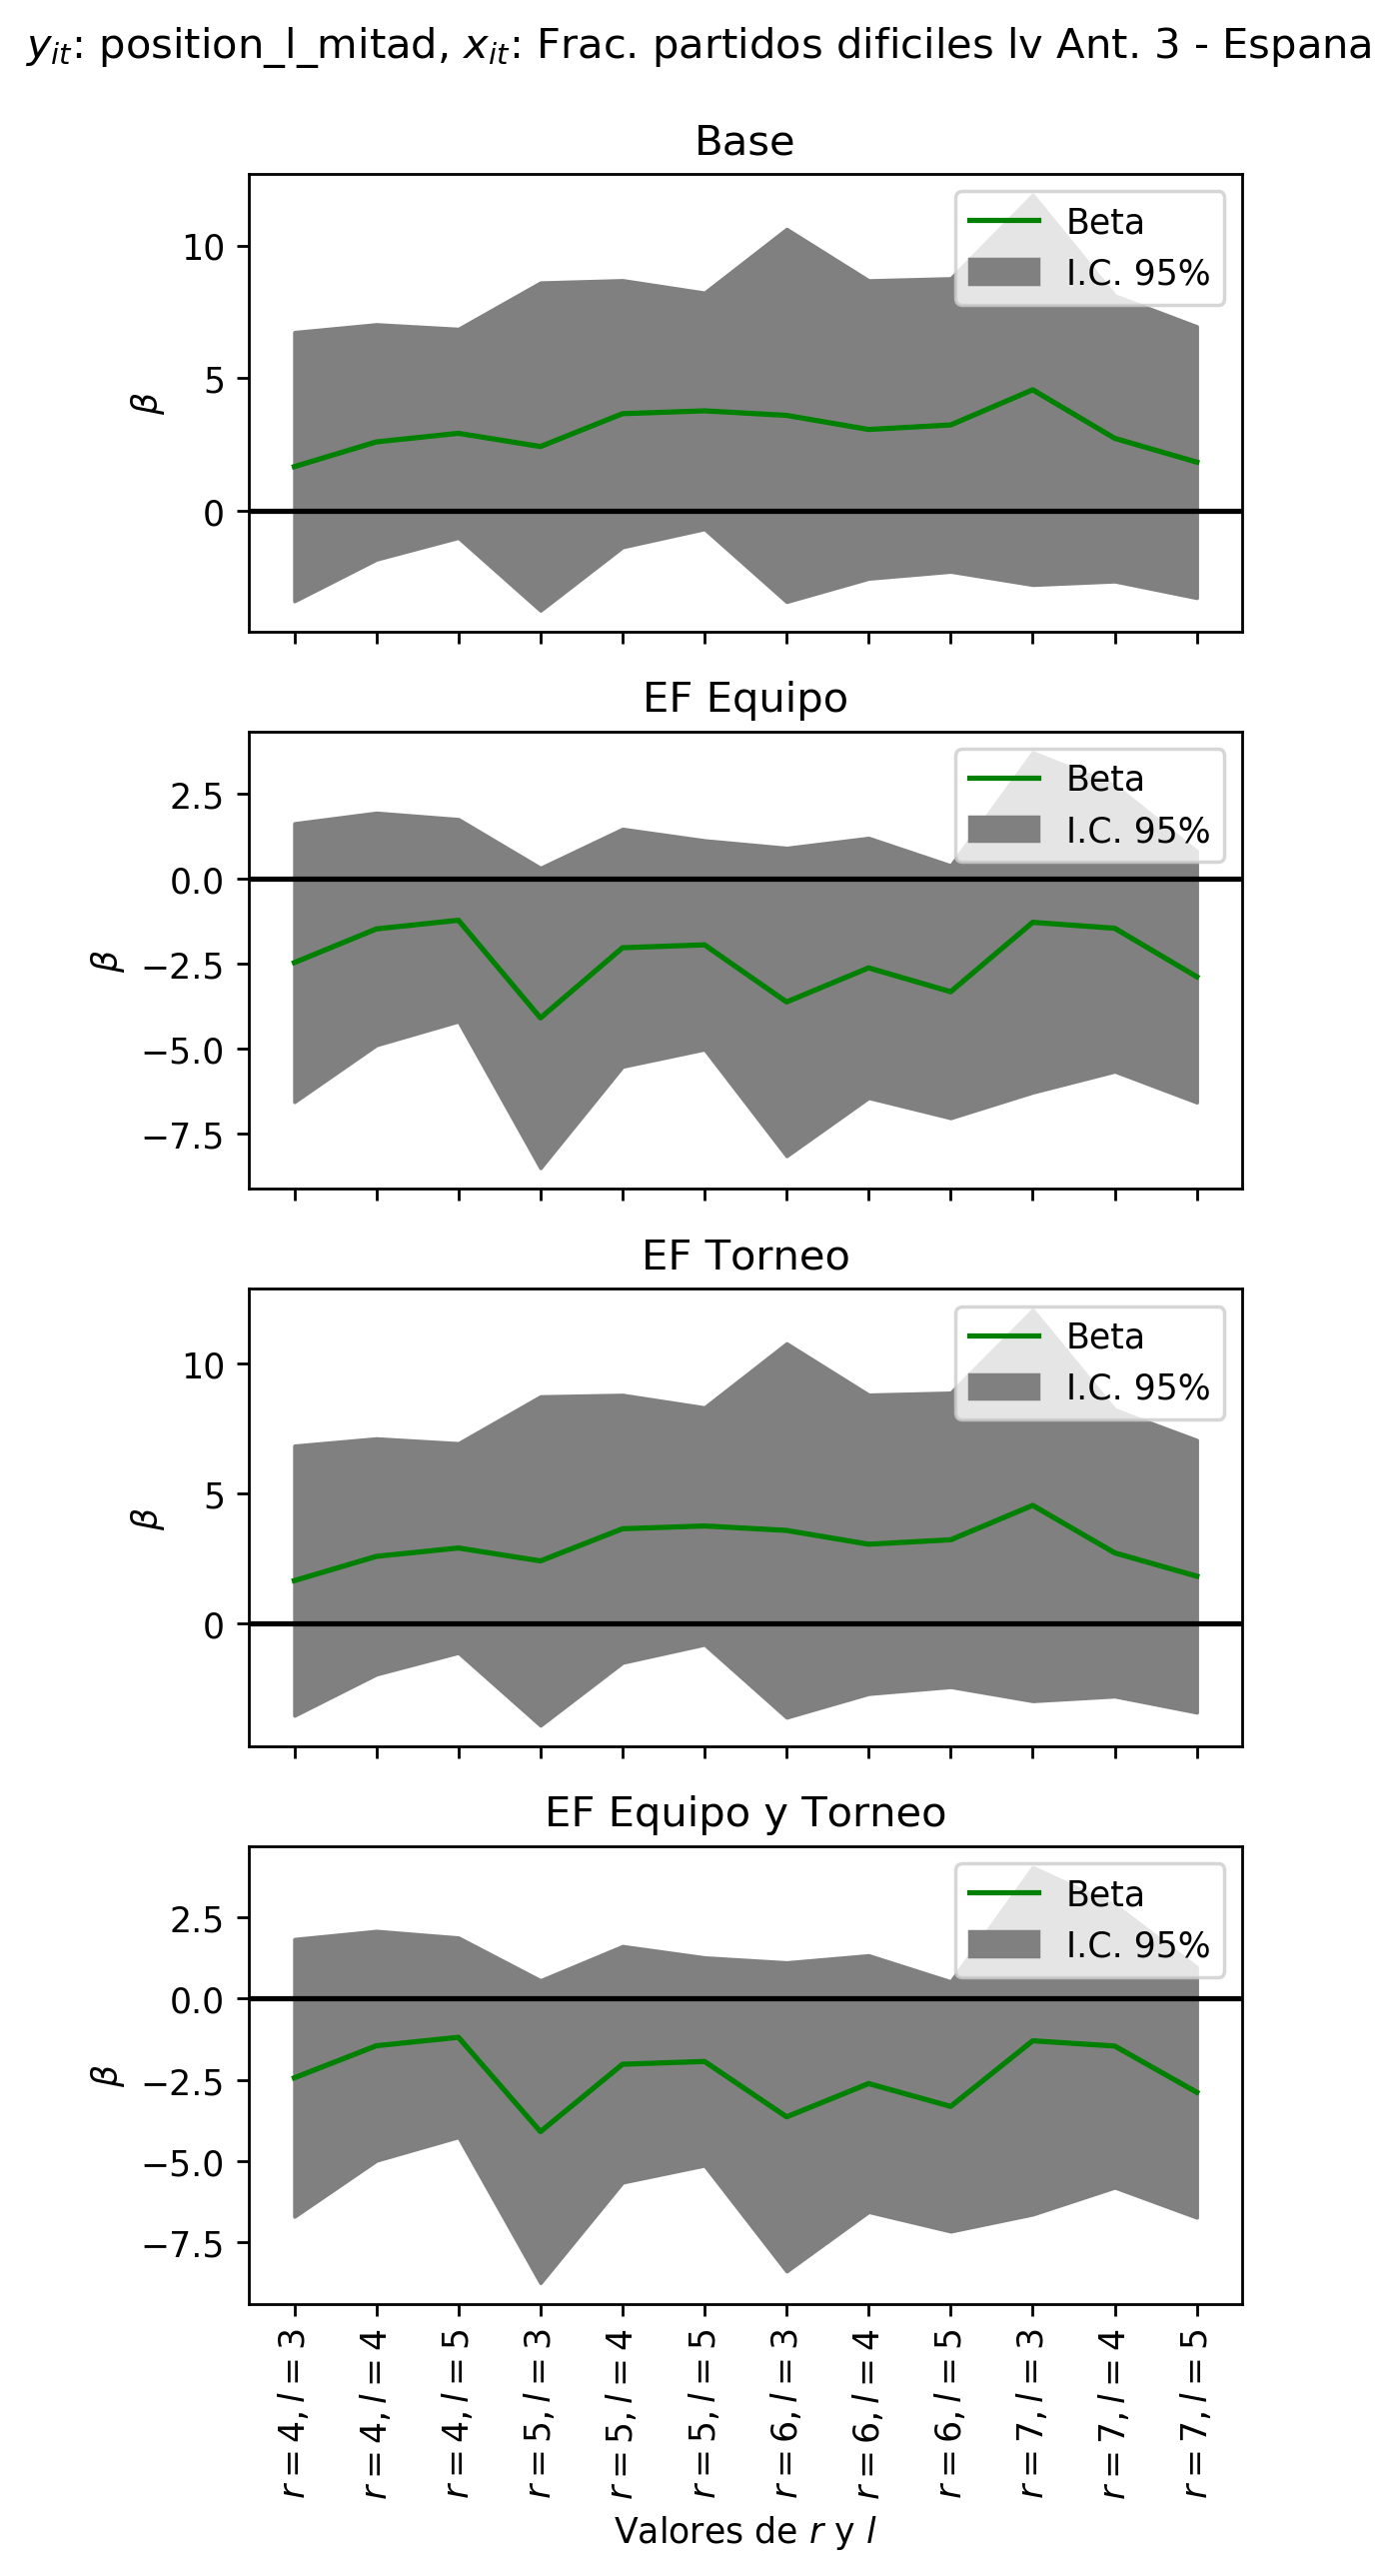 y_it: position_l_mitad, x_it: Frac. partidos dificiles lv Ant. 3 - Espana
Base
Beta
I.C. 95%
10
5
0
β
EF Equipo
Beta
I.C. 95%
2.5
0.0
−2.5
−5.0
−7.5
β
EF Torneo
Beta
I.C. 95%
10
5
0
β
EF Equipo y Torneo
Beta
I.C. 95%
2.5
0.0
−2.5
−5.0
−7.5
β
r = 4, l = 3
r = 4, l = 4
r = 4, l = 5
r = 5, l = 3
r = 5, l = 4
r = 5, l = 5
r = 6, l = 3
r = 6, l = 4
r = 6, l = 5
r = 7, l = 3
r = 7, l = 4
r = 7, l = 5
Valores de r y l